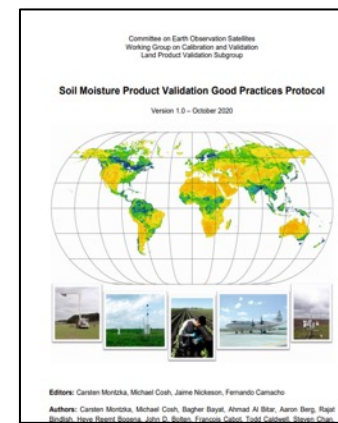 Committee on Earth Observation Satellites
Working Group on Calibration and Validation
Land Product Validation Subgroup
Soil Moisture Product Validation Good Practices Protocol
Version 1.0 – October 2020
Editors: Carsten Montzka, Michael Cosh, Jaime Nickeson, Fernando Camacho
Authors: Carsten Montzka, Michael Cosh, Bagher Bayat, Ahmad Al Bitar, Aaron Berg, Rajat
Bindlish, Heye Reemt Bogena, John D. Bolten, Francois Cabot, Todd Caldwell, Steven Chan,